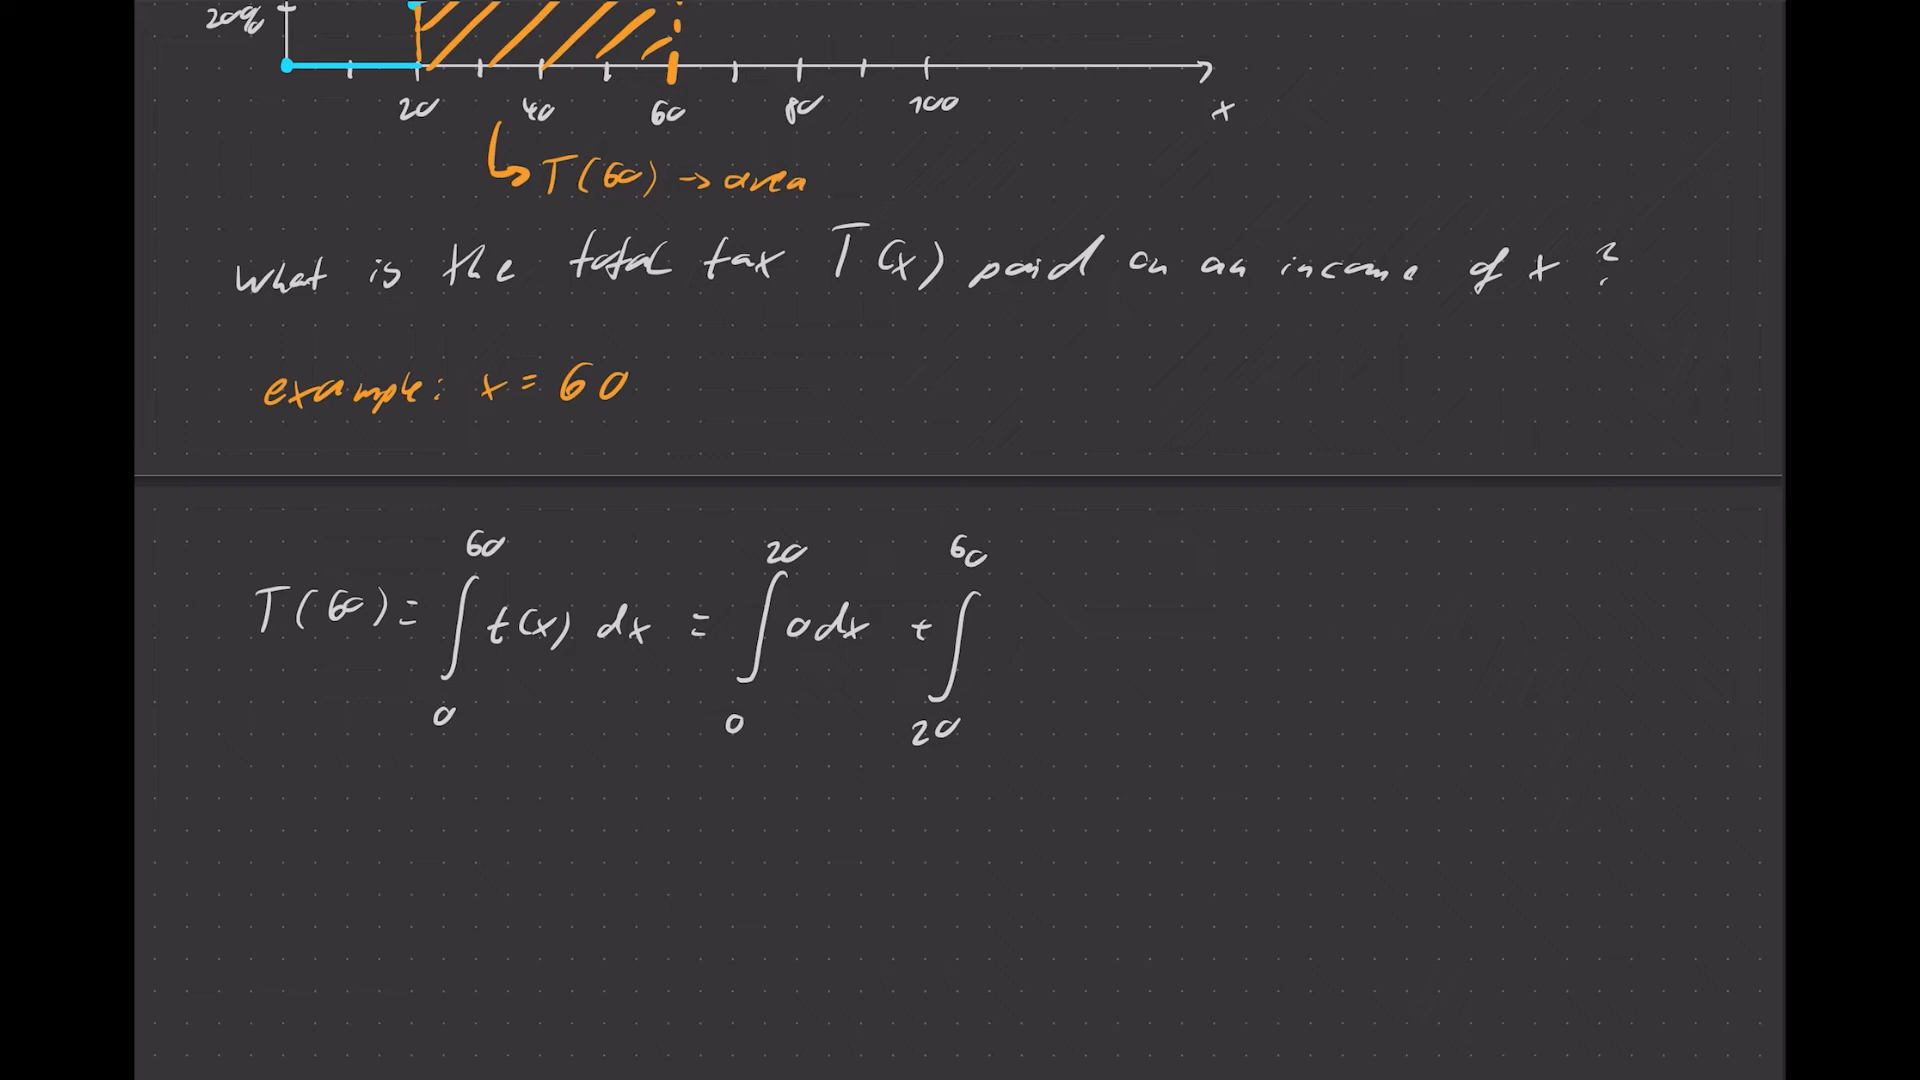 20%
20 40 60 80 100 x
↳ T(60) → area
What is the total tax T(x) paid on an income of x ?
example: x = 60
T(60) = ∫₀⁶⁰ t(x) dx = ∫₀²⁰ 0 dx + ∫₂₀⁶⁰